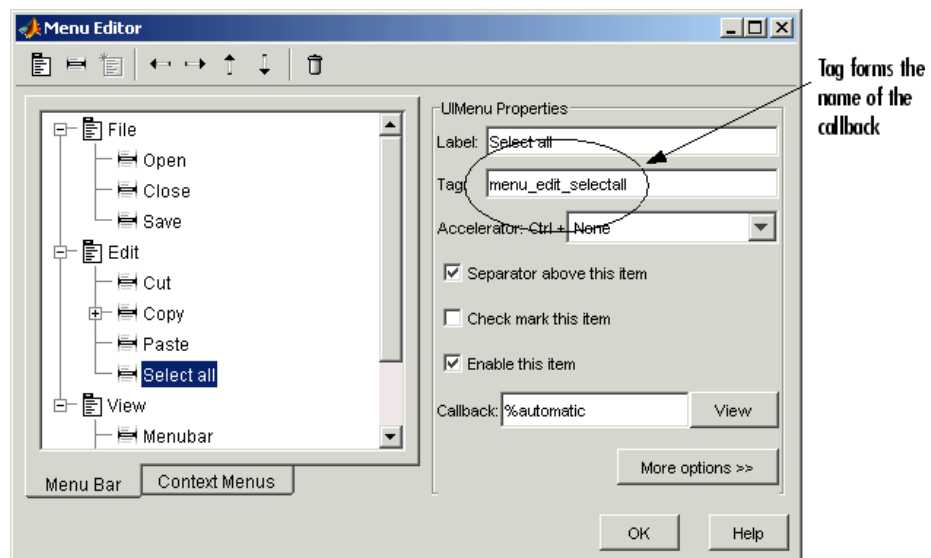 Menu Editor
Tag forms the
name of the
callback
File
Open
Close
Save
Edit
Cut
Copy
Paste
Select all
View
Menubar
Menu Bar
Context Menus
UIMenu Properties
Label: Select all
Tag: menu_edit_selectall
Accelerator: Ctrl + None
Separator above this item
Check mark this item
Enable this item
Callback: %automatic View
More options >>
OK Help